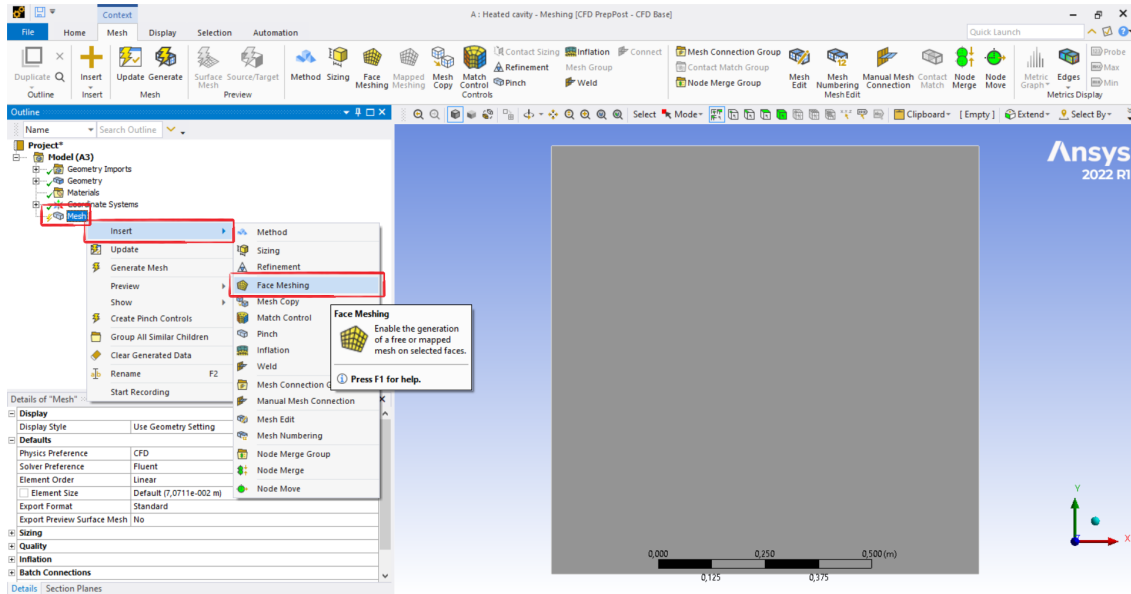 Context
A : Heated cavity - Meshing [CFD PrepPost - CFD Base]
File Home Mesh Display Selection Automation
Quick Launch
Duplicate Insert Update Generate Surface Mesh Source/Target Method Sizing Face Meshing Mapped Meshing Mesh Copy Match Control
Contact Sizing Inflation Connect
Refinement Mesh Group
Pinch Weld
Mesh Connection Group
Contact Match Group
Node Merge Group
Mesh Edit Mesh Numbering Manual Mesh Connection Contact Match Node Merge Node Move Metric Graph Edges
Probe
Max
Min
Outline Insert Mesh Preview Controls Mesh Edit Metrics Display
Outline
Name Search Outline
Select Mode Clipboard [Empty] Extend Select By
Project*
Model (A3)
Geometry Imports
Geometry
Materials
Coordinate Systems
Mesh
Insert
Update
Generate Mesh
Preview
Show
Create Pinch Controls
Group All Similar Children
Clear Generated Data
Rename F2
Start Recording
Method
Sizing
Refinement
Face Meshing
Mesh Copy
Match Control
Pinch
Inflation
Weld
Mesh Connection G
Manual Mesh Connection
Mesh Edit
Mesh Numbering
Node Merge Group
Node Merge
Node Move
Face Meshing
Enable the generation
of a free or mapped
mesh on selected faces.
Press F1 for help.
Ansys
2022 R1
Details of "Mesh"
Display
Display Style Use Geometry Setting
Defaults
Physics Preference CFD
Solver Preference Fluent
Element Order Linear
Element Size Default (7,0711e-002 m)
Export Format Standard
Export Preview Surface Mesh No
Sizing
Quality
Inflation
Batch Connections
Details Section Planes
0,000 0,250 0,500 (m)
0,125 0,375
Y
X